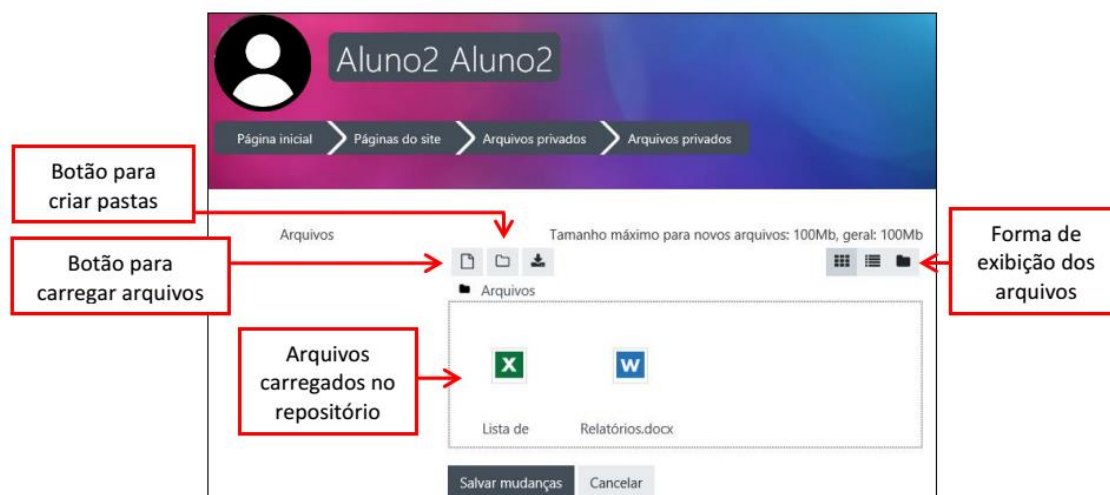 Aluno2 Aluno2
Página inicial
Páginas do site
Arquivos privados
Arquivos privados
Botão para
criar pastas
Arquivos
Tamanho máximo para novos arquivos: 100Mb, geral: 100Mb
Botão para
carregar arquivos
Forma de
exibição dos
arquivos
Arquivos
Arquivos
carregados no
repositório
X
W
Lista de
Relatórios.docx
Salvar mudanças
Cancelar